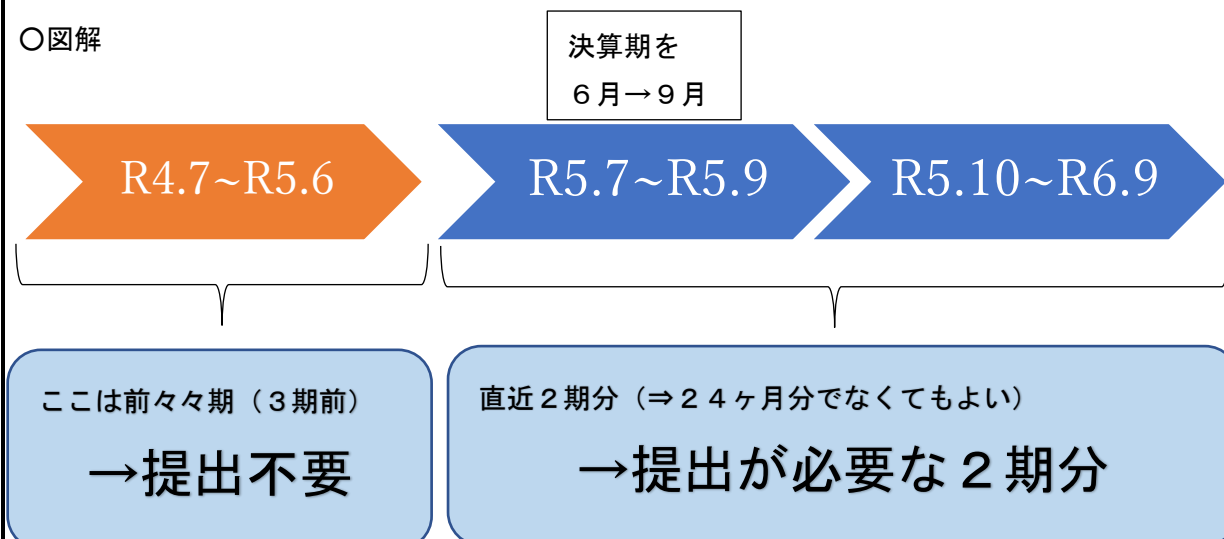 〇図解
決算期を
６月→９月
R4.7~R5.6
R5.7~R5.9
R5.10~R6.9
ここは前々々期（３期前）
→提出不要
直近２期分（⇒２４ヶ月分でなくてもよい）
→提出が必要な２期分